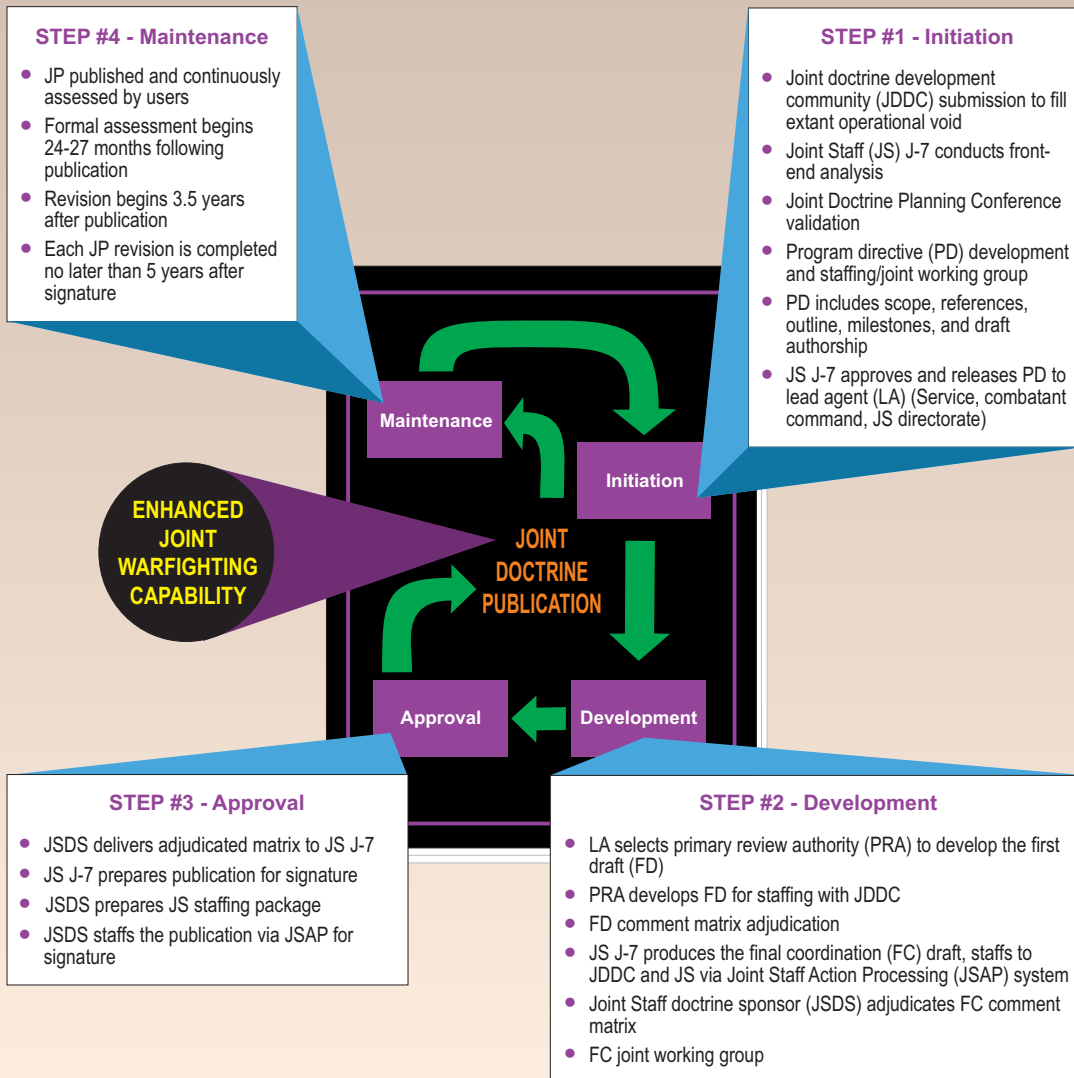 STEP #4 - Maintenance
• JP published and continuously
assessed by users
• Formal assessment begins
24-27 months following
publication
• Revision begins 3.5 years
after publication
• Each JP revision is completed
no later than 5 years after
signature
STEP #1 - Initiation
• Joint doctrine development
community (JDDC) submission to fill
extant operational void
• Joint Staff (JS) J-7 conducts front-
end analysis
• Joint Doctrine Planning Conference
validation
• Program directive (PD) development
and staffing/joint working group
• PD includes scope, references,
outline, milestones, and draft
authorship
• JS J-7 approves and releases PD to
lead agent (LA) (Service, combatant
command, JS directorate)
Maintenance
Initiation
ENHANCED
JOINT
WARFIGHTING
CAPABILITY
JOINT
DOCTRINE
PUBLICATION
Approval
Development
STEP #3 - Approval
• JSDS delivers adjudicated matrix to JS J-7
• JS J-7 prepares publication for signature
• JSDS prepares JS staffing package
• JSDS staffs the publication via JSAP for
signature
STEP #2 - Development
• LA selects primary review authority (PRA) to develop the first
draft (FD)
• PRA develops FD for staffing with JDDC
• FD comment matrix adjudication
• JS J-7 produces the final coordination (FC) draft, staffs to
JDDC and JS via Joint Staff Action Processing (JSAP) system
• Joint Staff doctrine sponsor (JSDS) adjudicates FC comment
matrix
• FC joint working group